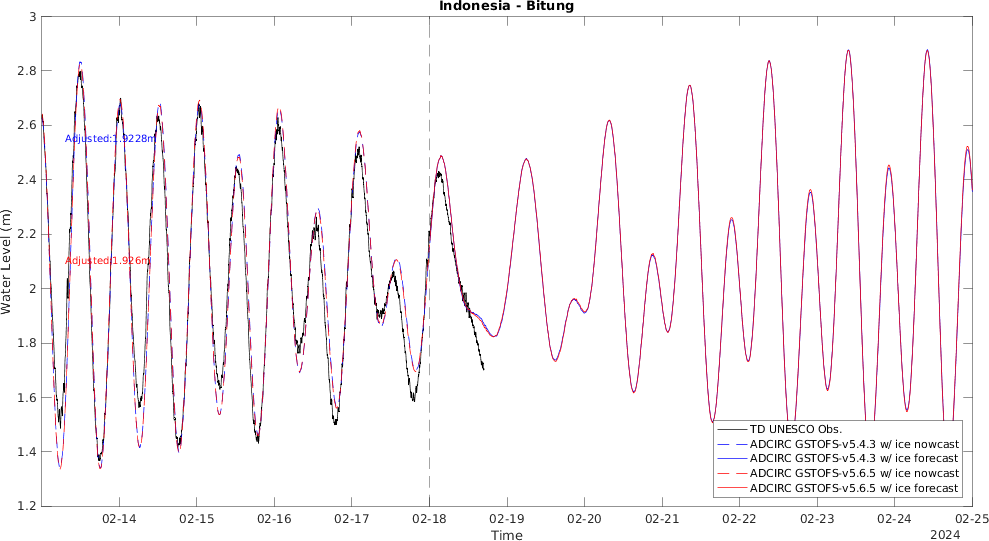 Indonesia - Bitung
3
2.8
2.6
2.4
2.2
2
1.8
1.6
1.4
1.2
Water Level (m)
Adjusted:1.9228m
Adjusted:1.926m
TD UNESCO Obs.
ADCIRC GSTOFS-v5.4.3 w/ ice nowcast
ADCIRC GSTOFS-v5.4.3 w/ ice forecast
ADCIRC GSTOFS-v5.6.5 w/ ice nowcast
ADCIRC GSTOFS-v5.6.5 w/ ice forecast
02-14 02-15 02-16 02-17 02-18 02-19 02-20 02-21 02-22 02-23 02-24 02-25
Time
2024